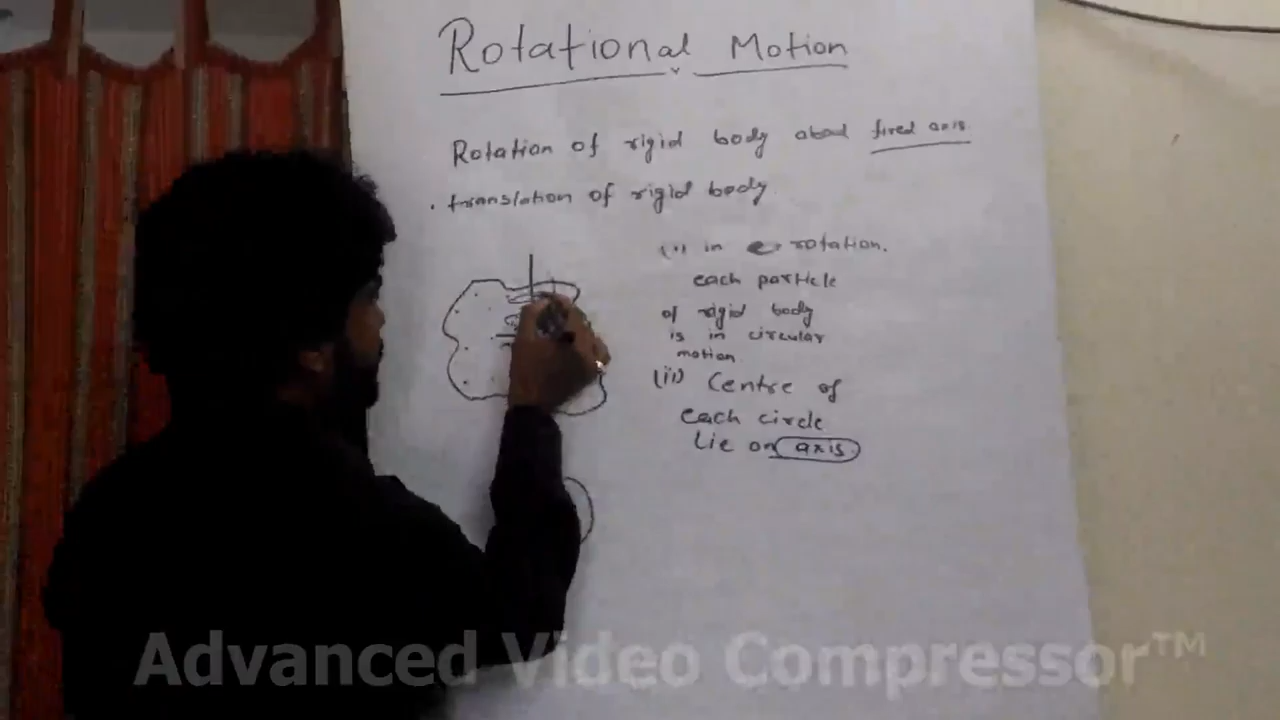 Rotational Motion
Rotation of rigid body about fixed axis.
. translation of rigid body
(i) in rotation.
each particle
of rigid body
is in circular
motion
(ii) Centre of
each circle
Lie on axis.
Advanced Video Compressor™